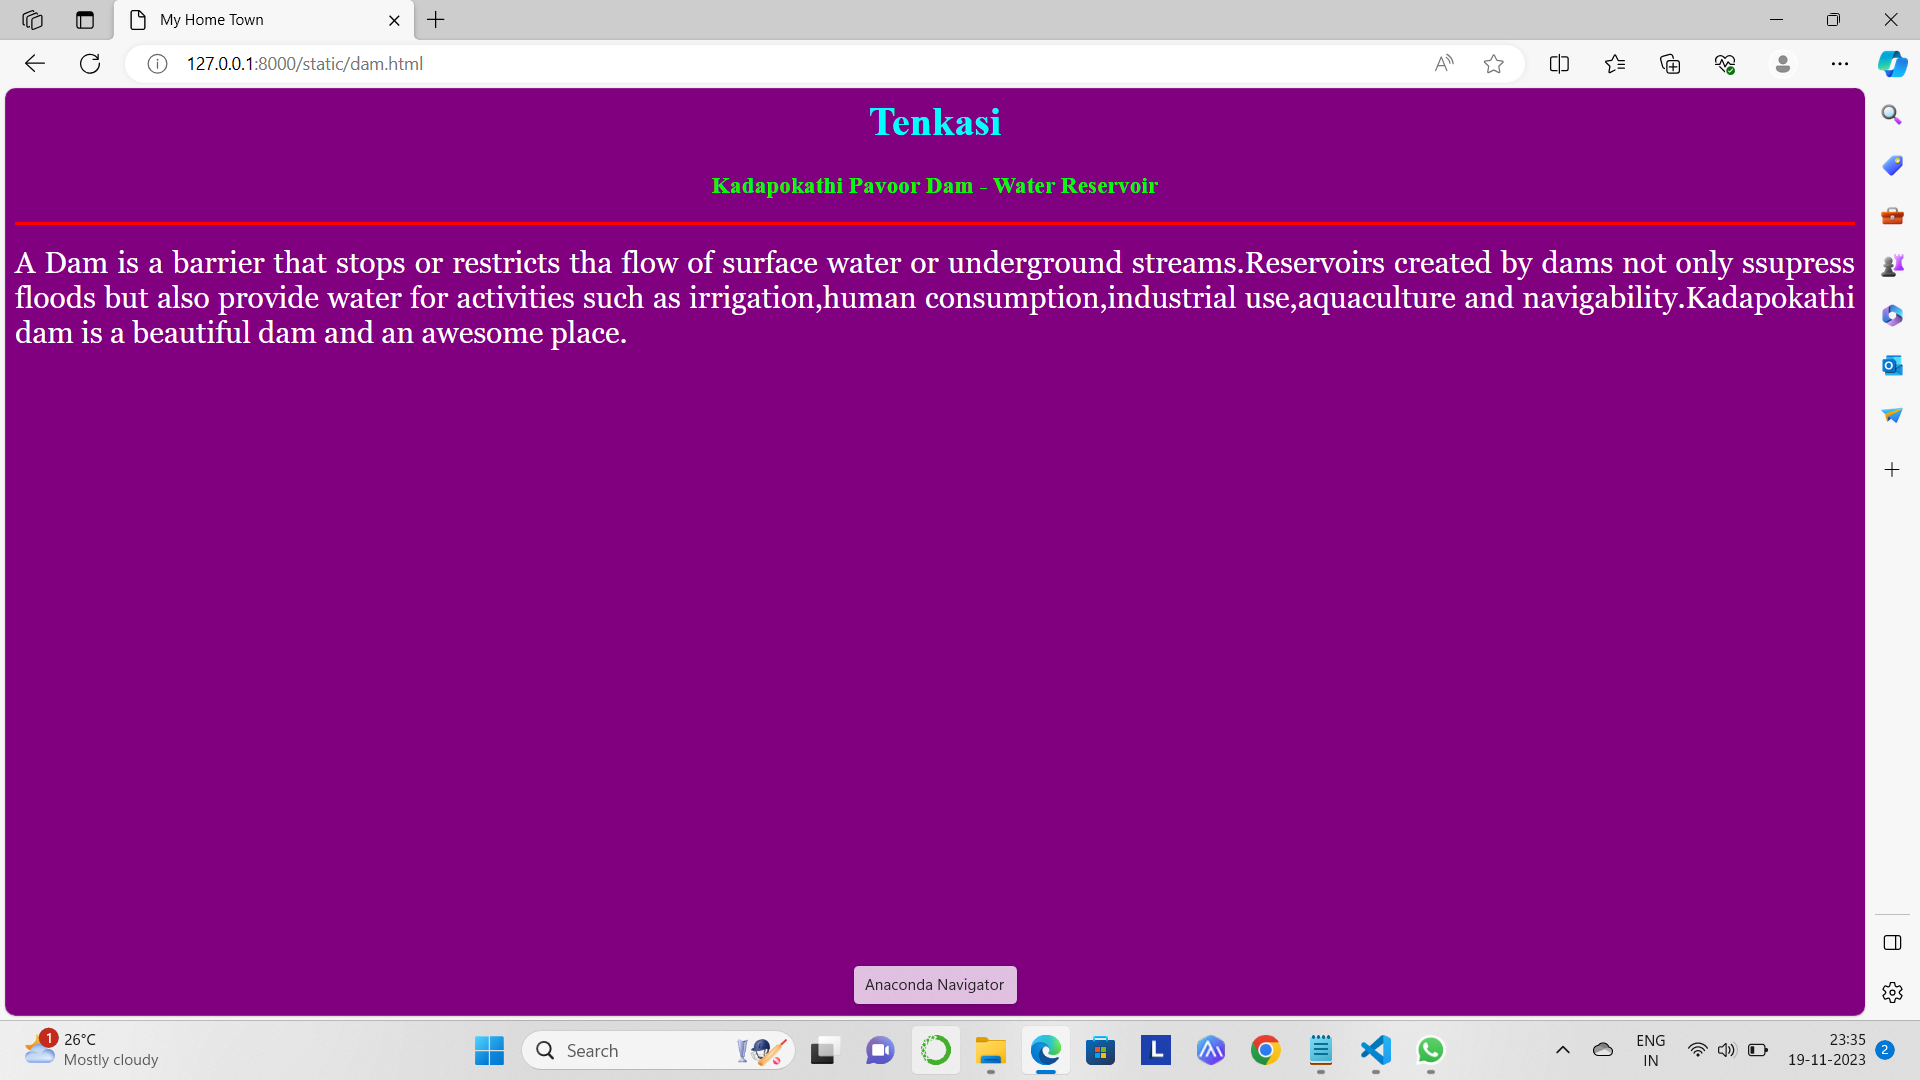 My Home Town
127.0.0.1:8000/static/dam.html
Tenkasi
Kadapokathi Pavoor Dam - Water Reservoir
A Dam is a barrier that stops or restricts tha flow of surface water or underground streams.Reservoirs created by dams not only ssupress
floods but also provide water for activities such as irrigation,human consumption,industrial use,aquaculture and navigability.Kadapokathi
dam is a beautiful dam and an awesome place.
Anaconda Navigator
1
26°C
Mostly cloudy
Search
L
ENG
IN
23:35
19-11-2023
2